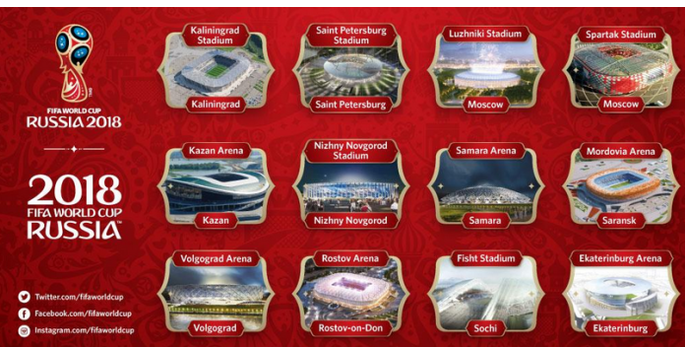 FIFA WORLD CUP
RUSSIA 2018
2018
FIFA WORLD CUP
RUSSIA
Twitter.com/fifaworldcup
Facebook.com/fifaworldcup
Instagram.com/fifaworldcup
Kaliningrad
Stadium
Kaliningrad
Saint Petersburg
Stadium
Saint Petersburg
Luzhniki Stadium
Moscow
Spartak Stadium
Moscow
Kazan Arena
Kazan
Nizhny Novgorod
Stadium
Nizhny Novgorod
Samara Arena
Samara
Mordovia Arena
Saransk
Volgograd Arena
Volgograd
Rostov Arena
Rostov-on-Don
Fisht Stadium
Sochi
Ekaterinburg Arena
Ekaterinburg